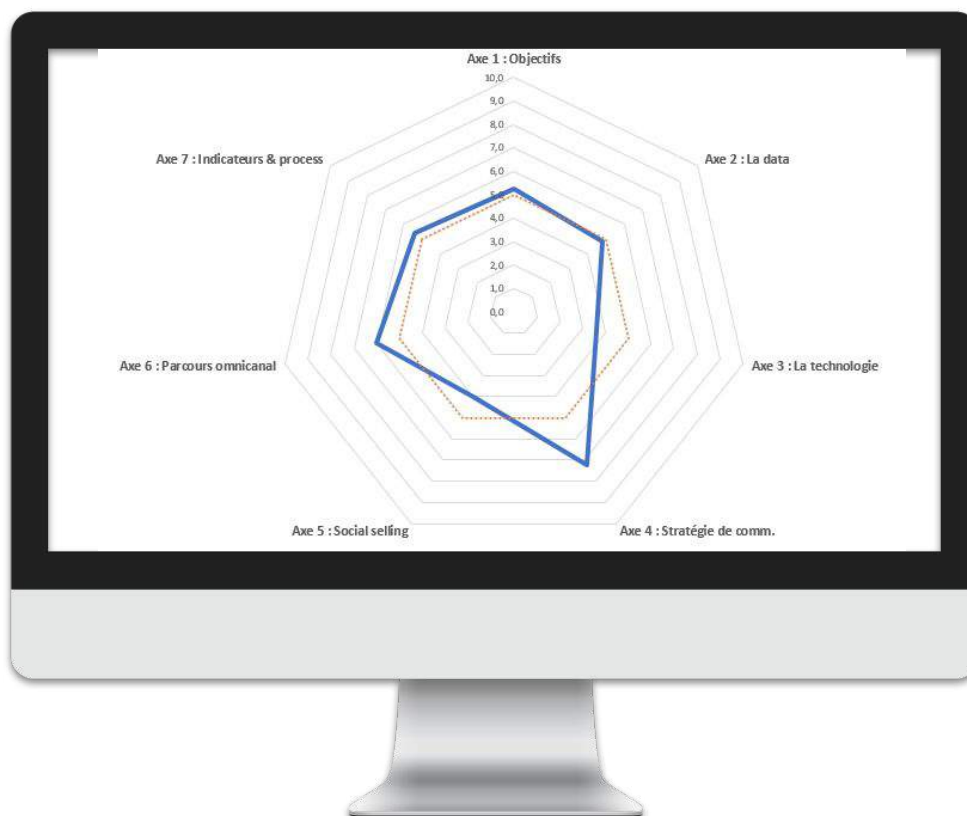 Axe 1 : Objectifs
10,0
9,0
8,0
7,0
6,0
5,0
4,0
3,0
2,0
1,0
0,0
Axe 7 : Indicateurs & process
Axe 2 : La data
Axe 6 : Parcours omnicanal
Axe 3 : La technologie
Axe 5 : Social selling
Axe 4 : Stratégie de comm.